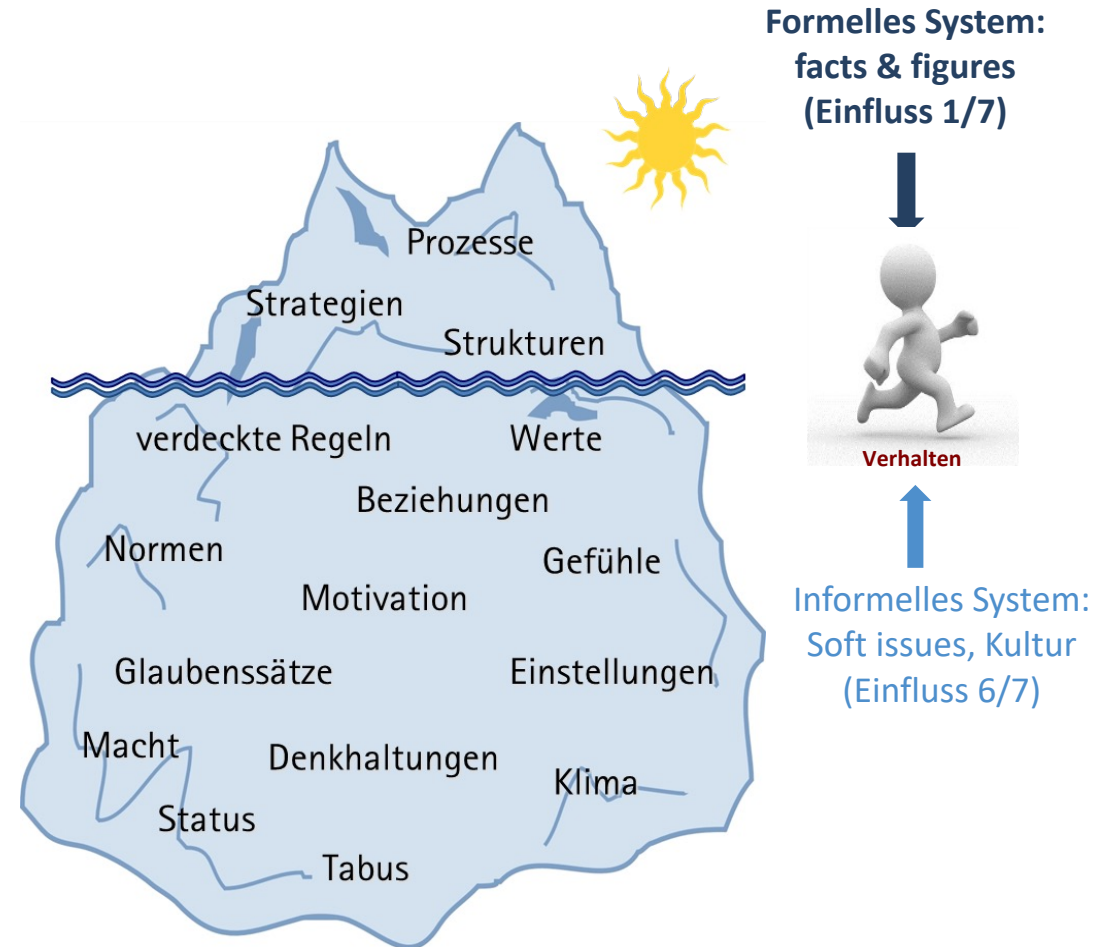 Formelles System:
facts & figures
(Einfluss 1/7)
Prozesse
Strategien
Strukturen
verdeckte Regeln
Werte
Beziehungen
Normen
Gefühle
Motivation
Glaubenssätze
Einstellungen
Macht
Denkhaltungen
Klima
Status
Tabus
Verhalten
Informelles System:
Soft issues, Kultur
(Einfluss 6/7)